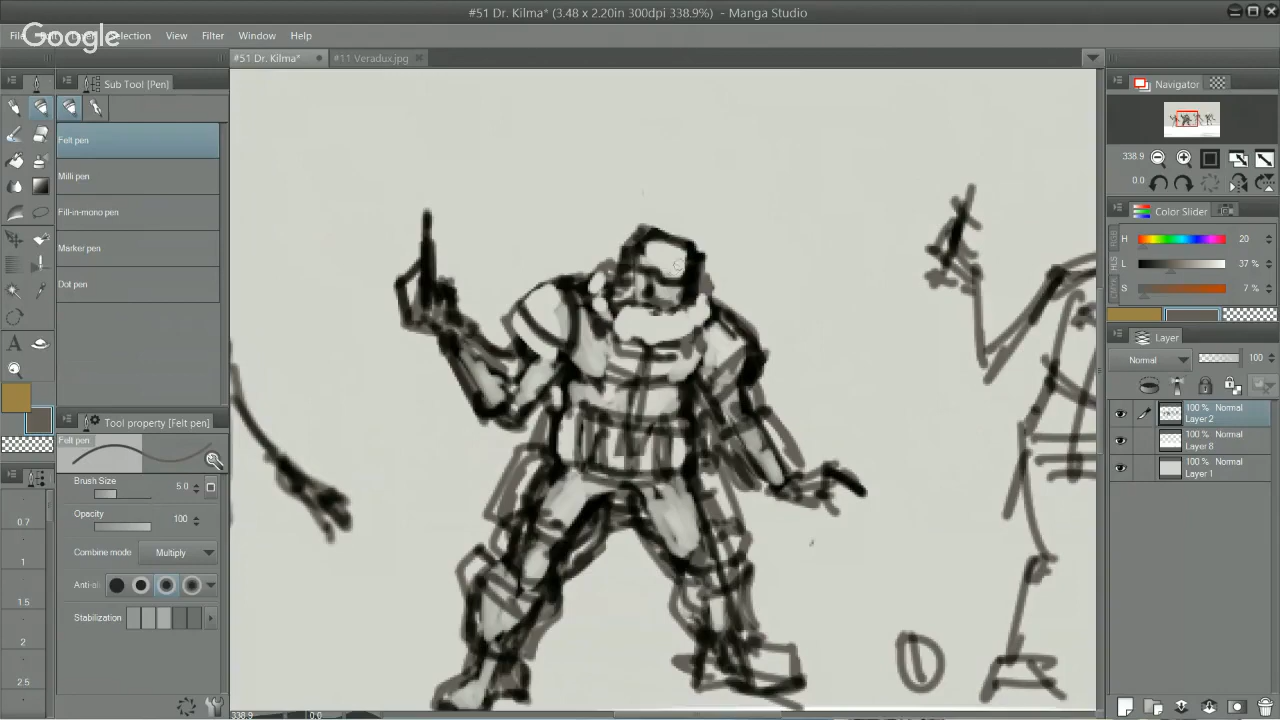 #51 Dr. Kilma* (3.48 x 2.20in 300dpi 338.9%) - Manga Studio
Google
File Selection View Filter Window Help
#51 Dr. Kilma* #11 Veradux.jpg
Sub Tool [Pen]
Felt pen
Milli pen
Fill-in-mono pen
Marker pen
Dot pen
Tool property [Felt pen]
Felt pen
Brush Size 5.0
Opacity 100
Combine mode Multiply
Anti-
Stabilization
0.7
1
1.5
2
2.5
338.9 0.0
Navigator
338.9
0.0
Color Slider
RGB
HLS
CMYK
H 20
L 37 %
S 7 %
Layer
Normal 100
100 % Normal
Layer 2
100 % Normal
Layer 8
100 % Normal
Layer 1
A